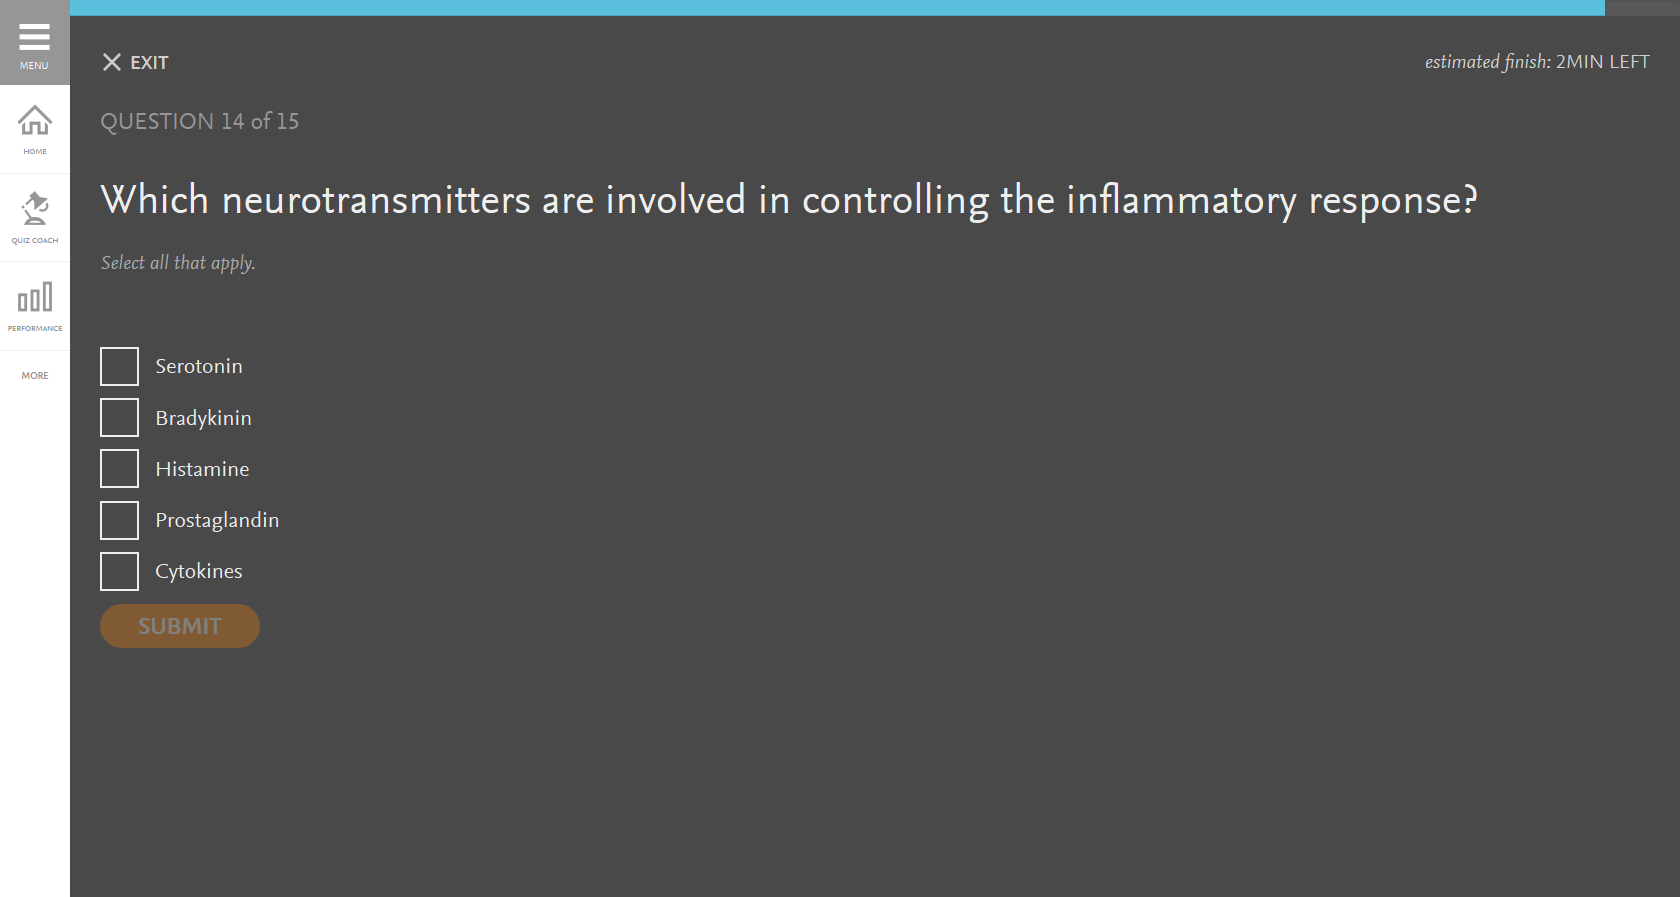 MENU
EXIT
estimated finish: 2MIN LEFT
QUESTION 14 of 15
HOME
Which neurotransmitters are involved in controlling the inflammatory response?
QUIZ COACH
Select all that apply.
PERFORMANCE
MORE
Serotonin
Bradykinin
Histamine
Prostaglandin
Cytokines
SUBMIT